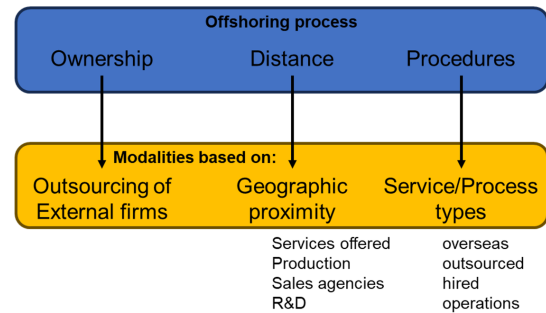 Offshoring process
Ownership Distance Procedures
Modalities based on:
Outsourcing of Geographic Service/Process
External firms proximity types
Services offered overseas
Production outsourced
Sales agencies hired
R&D operations